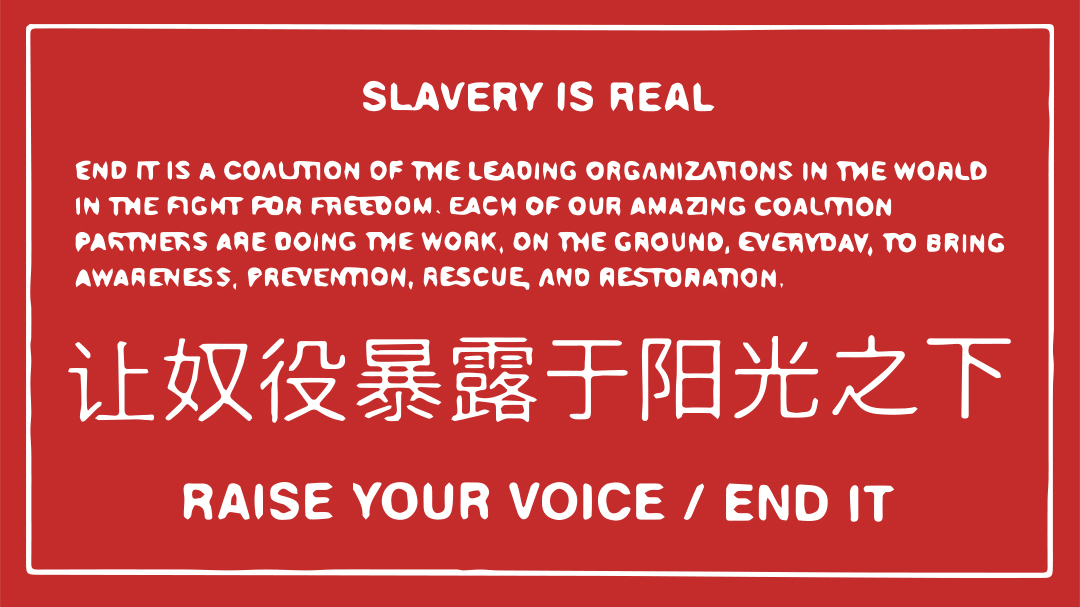 SLAVERY IS REAL
END IT IS A COALITION OF THE LEADING ORGANIZATIONS IN THE WORLD
IN THE FIGHT FOR FREEDOM. EACH OF OUR AMAZING COALITION
PARTNERS ARE DOING THE WORK, ON THE GROUND, EVERYDAY, TO BRING
AWARENESS, PREVENTION, RESCUE, AND RESTORATION.
让奴役暴露于阳光之下
RAISE YOUR VOICE / END IT